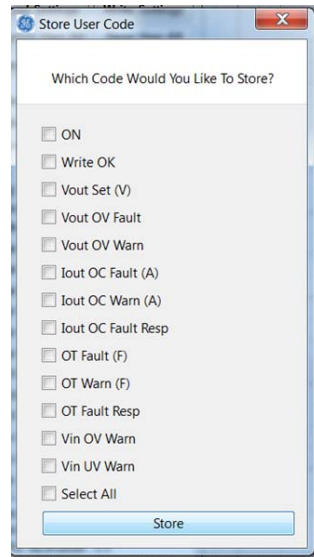 Store User Code
Which Code Would You Like To Store?
ON
Write OK
Vout Set (V)
Vout OV Fault
Vout OV Warn
Iout OC Fault (A)
Iout OC Warn (A)
Iout OC Fault Resp
OT Fault (F)
OT Warn (F)
OT Fault Resp
Vin OV Warn
Vin UV Warn
Select All
Store